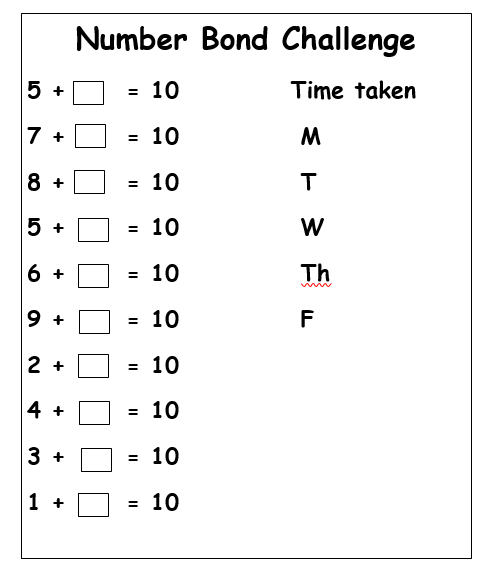 Number Bond Challenge
5 + = 10 Time taken
7 + = 10 M
8 + = 10 T
5 + = 10 W
6 + = 10 Th
9 + = 10 F
2 + = 10
4 + = 10
3 + = 10
1 + = 10